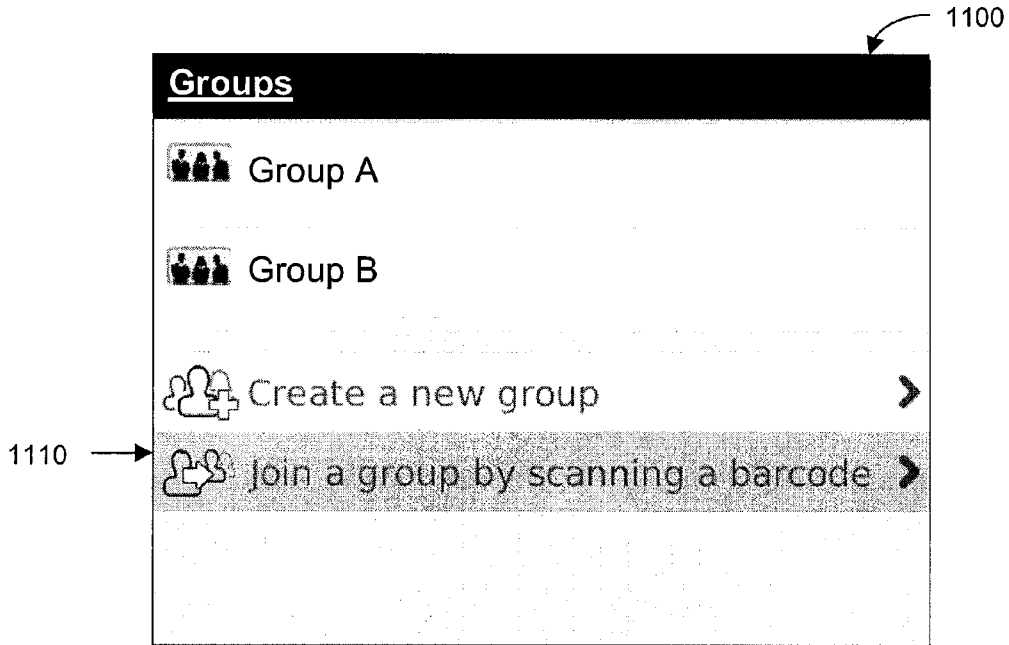 1100
Groups
Group A
Group B
Create a new group
1110
Join a group by scanning a barcode